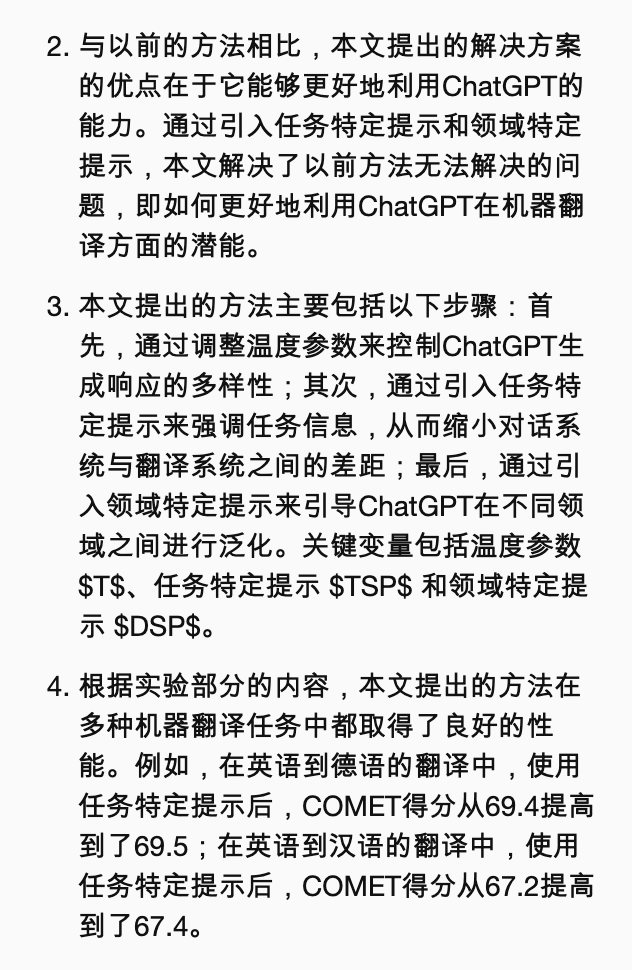 2. 与以前的方法相比，本文提出的解决方案
的优点在于它能够更好地利用ChatGPT的
能力。通过引入任务特定提示和领域特定
提示，本文解决了以前方法无法解决的问
题，即如何更好地利用ChatGPT在机器翻
译方面的潜能。
3. 本文提出的方法主要包括以下步骤：首
先，通过调整温度参数来控制ChatGPT生
成响应的多样性；其次，通过引入任务特
定提示来强调任务信息，从而缩小对话系
统与翻译系统之间的差距；最后，通过引
入领域特定提示来引导ChatGPT在不同领
域之间进行泛化。关键变量包括温度参数
$T$、任务特定提示 $TSP$ 和领域特定提
示 $DSP$。
4. 根据实验部分的内容，本文提出的方法在
多种机器翻译任务中都取得了良好的性
能。例如，在英语到德语的翻译中，使用
任务特定提示后，COMET得分从69.4提高
到了69.5；在英语到汉语的翻译中，使用
任务特定提示后，COMET得分从67.2提高
到了67.4。